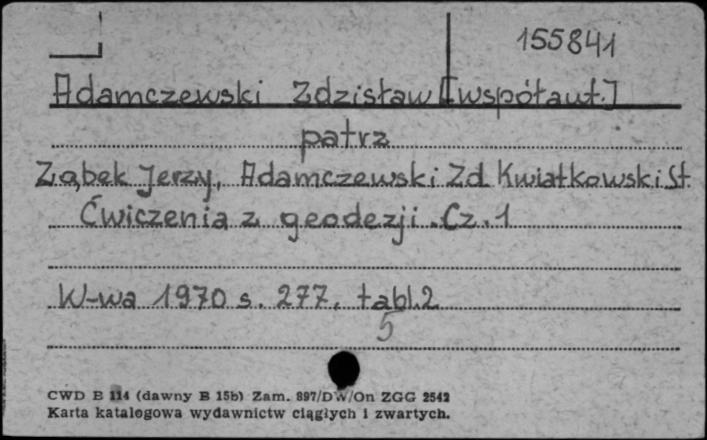 155841
Adamczewski Zdzisław [współaut.]
patrz
Ząbek Jerzy, Adamczewski Zd. Kwiatkowski St.
Ćwiczenia z geodezji. Cz. 1
W-wa 1970 s. 277, tabl. 2
5
CWD B 114 (dawny B 15b) Zam. 897/DW/On ZGG 2542
Karta katalogowa wydawnictw ciągłych i zwartych.